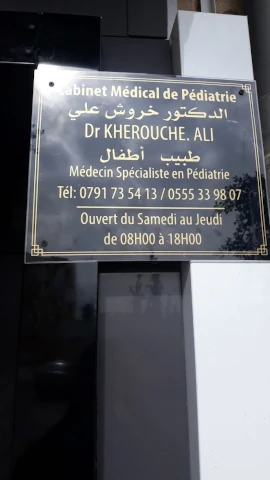 Cabinet Médical de Pédiatrie
الدكتور خروش علي
Dr KHEROUCHE. ALI
طبيب أطفال
Médecin Spécialiste en Pédiatrie
Tél: 0791 73 54 13 / 0555 33 98 07
Ouvert du Samedi au Jeudi
de 08H00 à 18H00